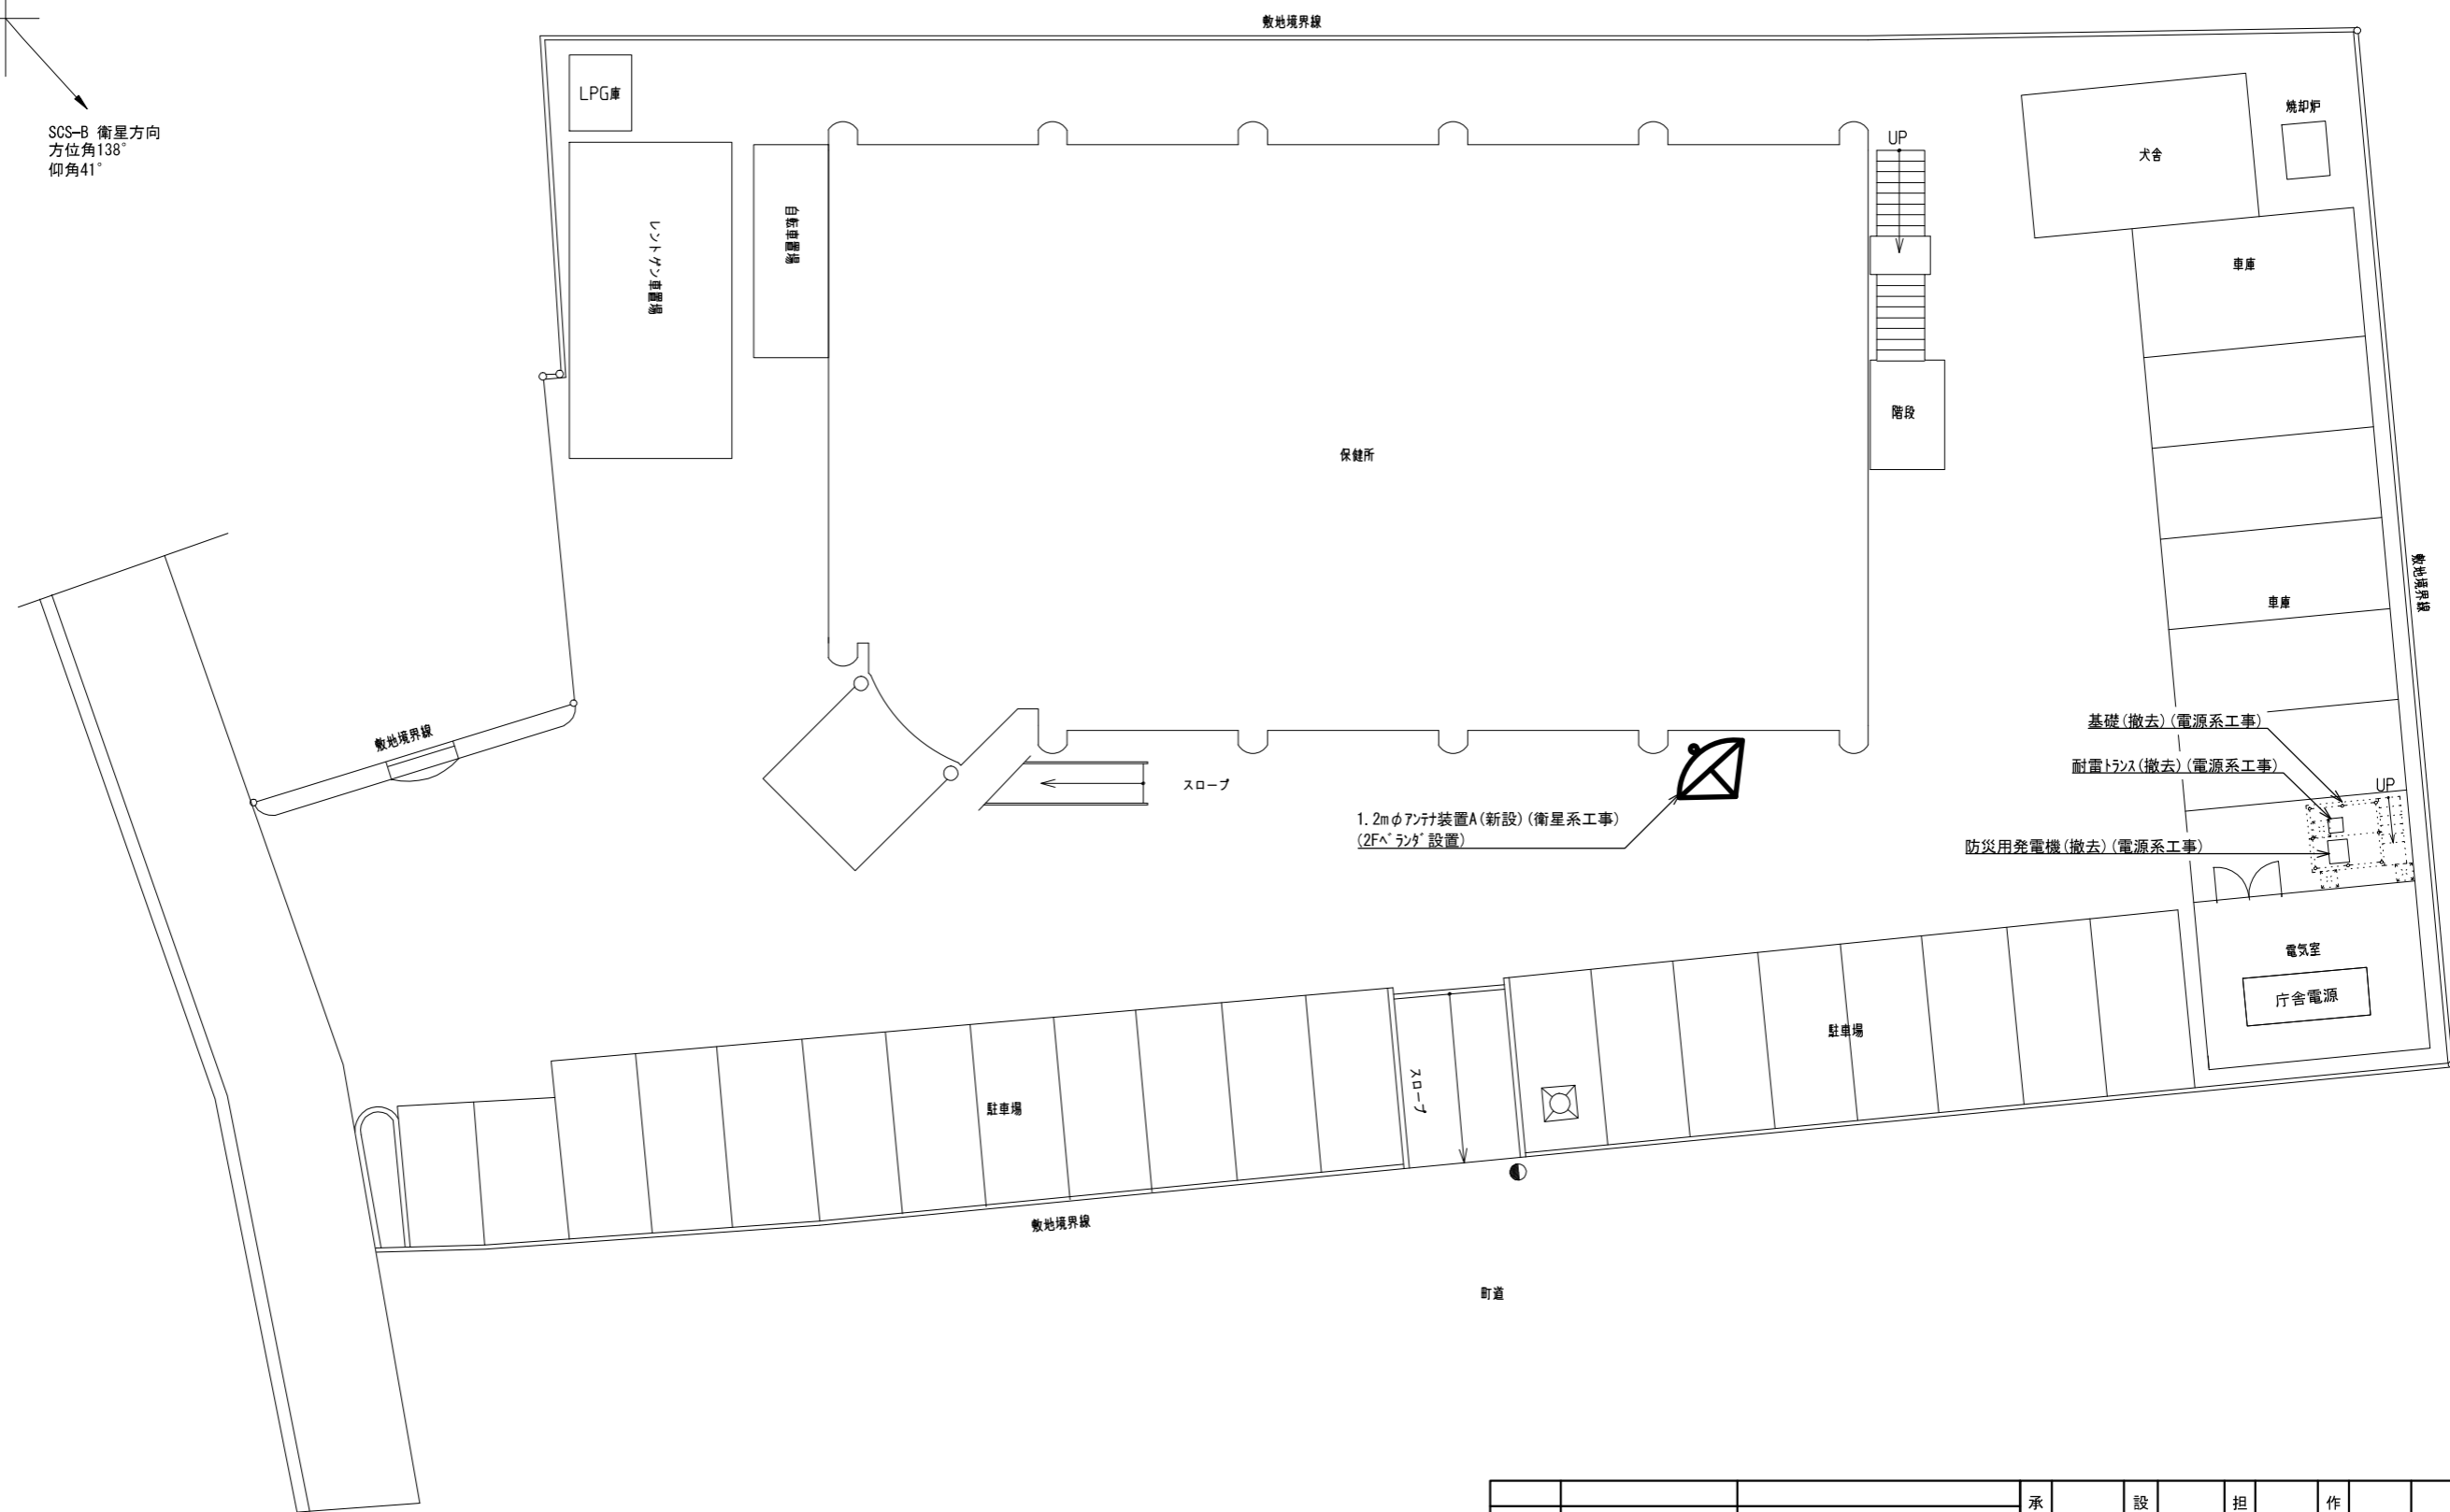 敷地境界線
SCS-B 衛星方向
方位角138°
仰角41°
LPG庫
レントゲン車置場
自転車置場
UP
犬舎
焼却炉
車庫
階段
保健所
敷地境界線
車庫
敷地境界線
スロープ
1.2mφｱﾝﾃﾅ装置A(新設)(衛星系工事)
(2Fﾍﾞﾗﾝﾀﾞ設置)
基礎(撤去)(電源系工事)
耐雷ﾄﾗﾝｽ(撤去)(電源系工事)
UP
防災用発電機(撤去)(電源系工事)
電気室
庁舎電源
駐車場
スロープ
駐車場
敷地境界線
町道
承
設
担
作